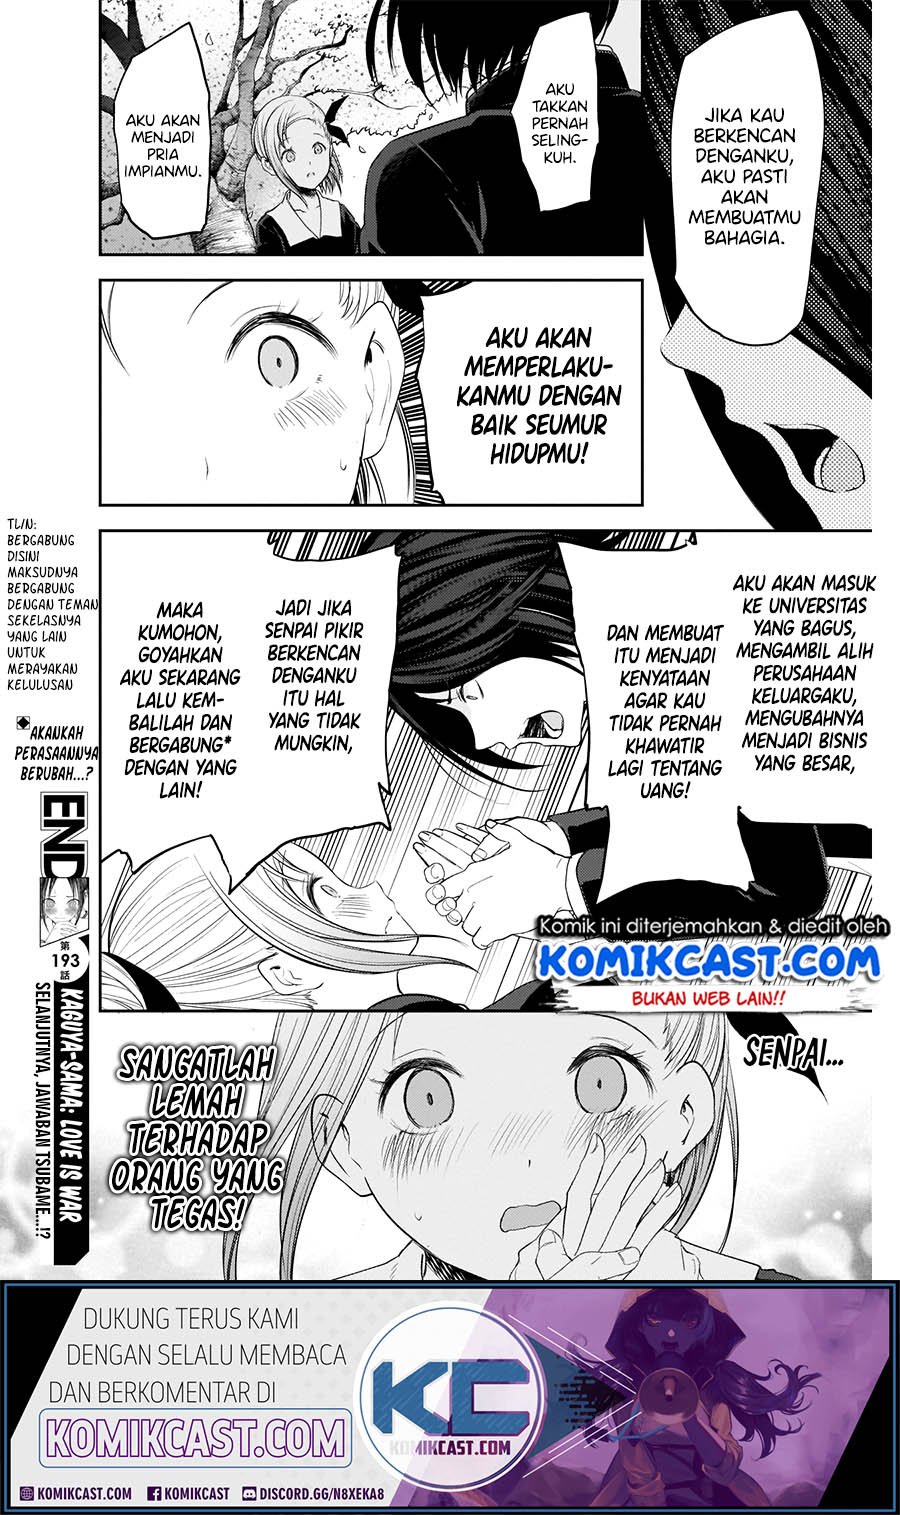 JIKA KAU
BERKENCAN
DENGANKU,
AKU PASTI
AKAN
MEMBUATMU
BAHAGIA.
AKU
TAKKAN
PERNAH
SELING-
KUH.
AKU AKAN
MENJADI
PRIA
IMPIANMU.
AKU AKAN
MEMPERLAKU-
KANMU DENGAN
BAIK SEUMUR
HIDUPMU!
AKU AKAN MASUK
KE UNIVERSITAS
YANG BAGUS,
MENGAMBIL ALIH
PERUSAHAAN
KELUARGAKU,
MENGUBAHNYA
MENJADI BISNIS
YANG BESAR,
DAN MEMBUAT
ITU MENJADI
KENYATAAN
AGAR KAU
TIDAK PERNAH
KHAWATIR
LAGI TENTANG
UANG!
JADI JIKA
SENPAI PIKIR
BERKENCAN
DENGANKU
ITU HAL
YANG TIDAK
MUNGKIN,
MAKA
KUMOHON,
GOYAHKAN
AKU SEKARANG
LALU KEM-
BALILAH DAN
BERGABUNG*
DENGAN YANG
LAIN!
TL/N:
BERGABUNG
DISINI
MAKSUDNYA
BERGABUNG
DENGAN TEMAN
SEKELASNYA
YANG LAIN
UNTUK
MERAYAKAN
KELULUSAN
AKANKAH
PERASAANNYA
BERUBAH...?
END
第
193
話
KAGUYA-SAMA: LOVE IS WAR
SELANJUTNYA, JAWABAN TSUBAME...!?
Komik ini diterjemahkan & diedit oleh
KOMIKCAST.COM
BUKAN WEB LAIN!!
SENPAI...
SANGATLAH
LEMAH
TERHADAP
ORANG YANG
TEGAS!
DUKUNG TERUS KAMI
DENGAN SELALU MEMBACA
DAN BERKOMENTAR DI
KOMIKCAST.COM
KOMIKCAST.COM KOMIKCAST DISCORD.GG/N8XEKA8
KC
KOMIKCAST.COM